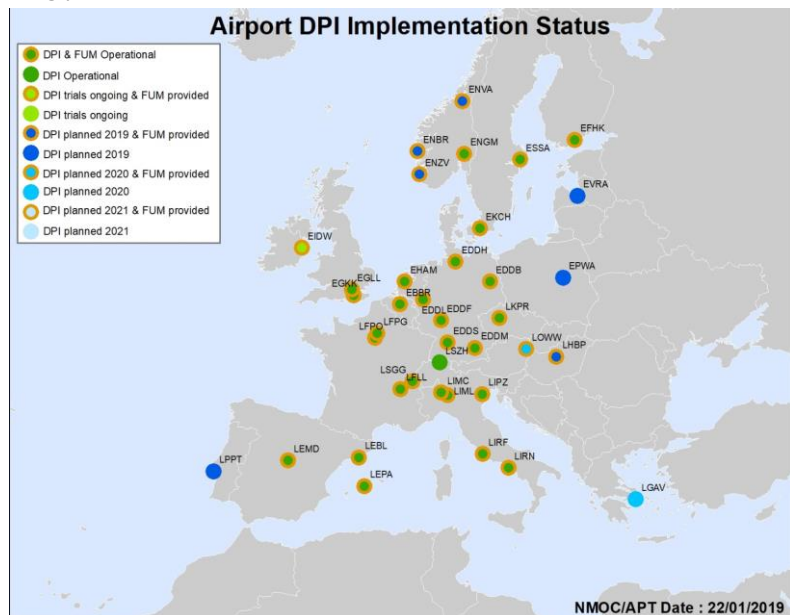 Airport DPI Implementation Status
DPI & FUM Operational
DPI Operational
DPI trials ongoing & FUM provided
DPI trials ongoing
DPI planned 2019 & FUM provided
DPI planned 2019
DPI planned 2020 & FUM provided
DPI planned 2020
DPI planned 2021 & FUM provided
DPI planned 2021
ENVA
ENBR
ENGM
EFHK
ESSA
ENZV
EVRA
EKCH
EIDW
EDDH
EGLL
EHAM
EDDB
EPWA
EGKK
EBBR
EDDL
EDDF
LKPR
LFPG
LFPO
EDDS
EDDM
LOWW
LHBP
LSZH
LSGG
LFLL
LIMC
LIML
LIPZ
LEMD
LEBL
LIRF
LPPT
LIRN
LEPA
LGAV
NMOC/APT Date : 22/01/2019